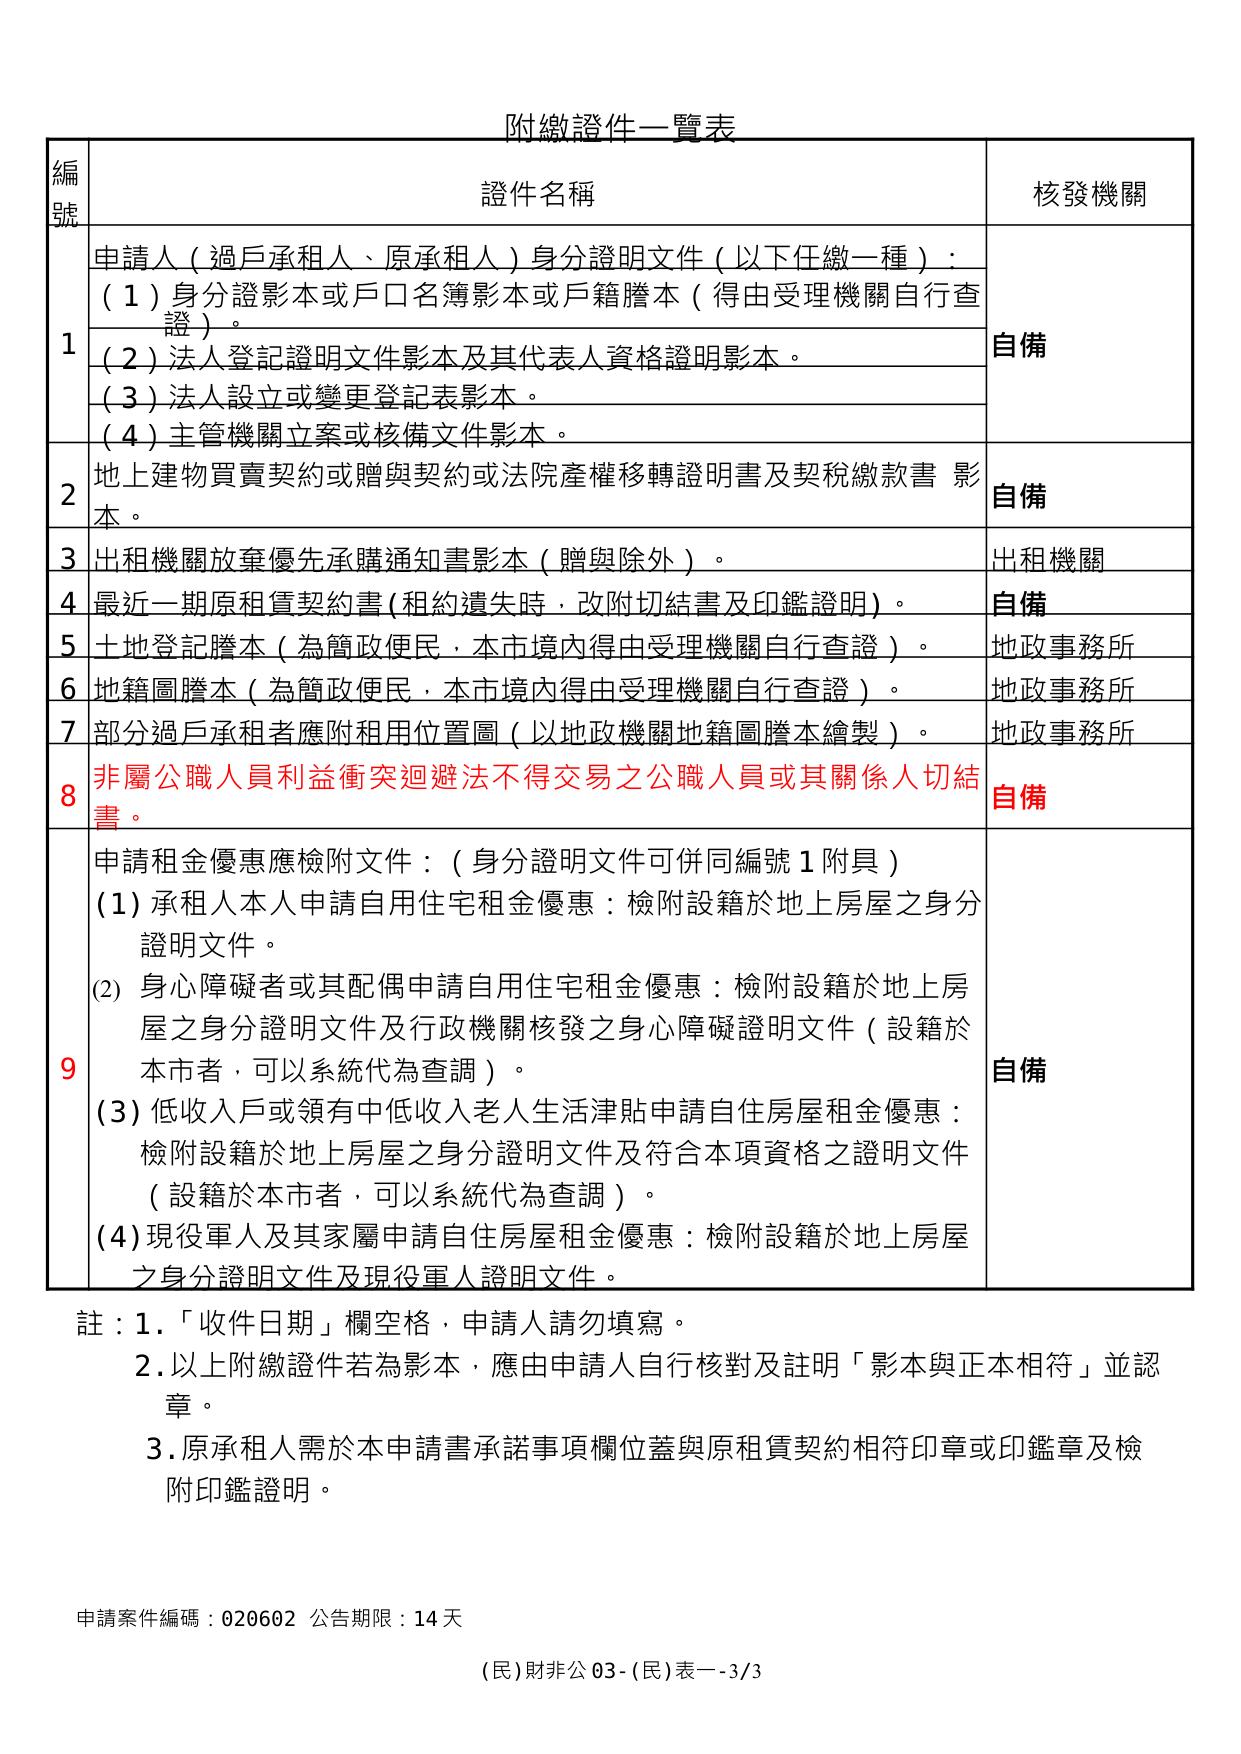 附繳證件一覽表
編號
證件名稱
核發機關
1
申請人(過戶承租人、原承租人)身分證明文件(以下任繳一種):
(1)身分證影本或戶口名簿影本或戶籍謄本(得由受理機關自行查
證)。
(2)法人登記證明文件影本及其代表人資格證明影本。
(3)法人設立或變更登記表影本。
(4)主管機關立案或核備文件影本。
自備
2
地上建物買賣契約或贈與契約或法院產權移轉證明書及契稅繳款書 影
本。
自備
3 出租機關放棄優先承購通知書影本(贈與除外)。 出租機關
4 最近一期原租賃契約書(租約遺失時,改附切結書及印鑑證明)。 自備
5 土地登記謄本(為簡政便民,本市境內得由受理機關自行查證)。 地政事務所
6 地籍圖謄本(為簡政便民,本市境內得由受理機關自行查證)。 地政事務所
7 部分過戶承租者應附租用位置圖(以地政機關地籍圖謄本繪製)。 地政事務所
8
非屬公職人員利益衝突迴避法不得交易之公職人員或其關係人切結
書。
自備
9
申請租金優惠應檢附文件:(身分證明文件可併同編號1附具)
(1)承租人本人申請自用住宅租金優惠:檢附設籍於地上房屋之身分
證明文件。
(2) 身心障礙者或其配偶申請自用住宅租金優惠:檢附設籍於地上房
屋之身分證明文件及行政機關核發之身心障礙證明文件(設籍於
本市者,可以系統代為查調)。
(3)低收入戶或領有中低收入老人生活津貼申請自住房屋租金優惠:
檢附設籍於地上房屋之身分證明文件及符合本項資格之證明文件
(設籍於本市者,可以系統代為查調)。
(4)現役軍人及其家屬申請自住房屋租金優惠:檢附設籍於地上房屋
之身分證明文件及現役軍人證明文件。
自備
註:1.「收件日期」欄空格,申請人請勿填寫。
2.以上附繳證件若為影本,應由申請人自行核對及註明「影本與正本相符」並認
章。
3.原承租人需於本申請書承諾事項欄位蓋與原租賃契約相符印章或印鑑章及檢
附印鑑證明。
申請案件編碼:020602 公告期限:14天
(民)財非公03-(民)表一-3/3